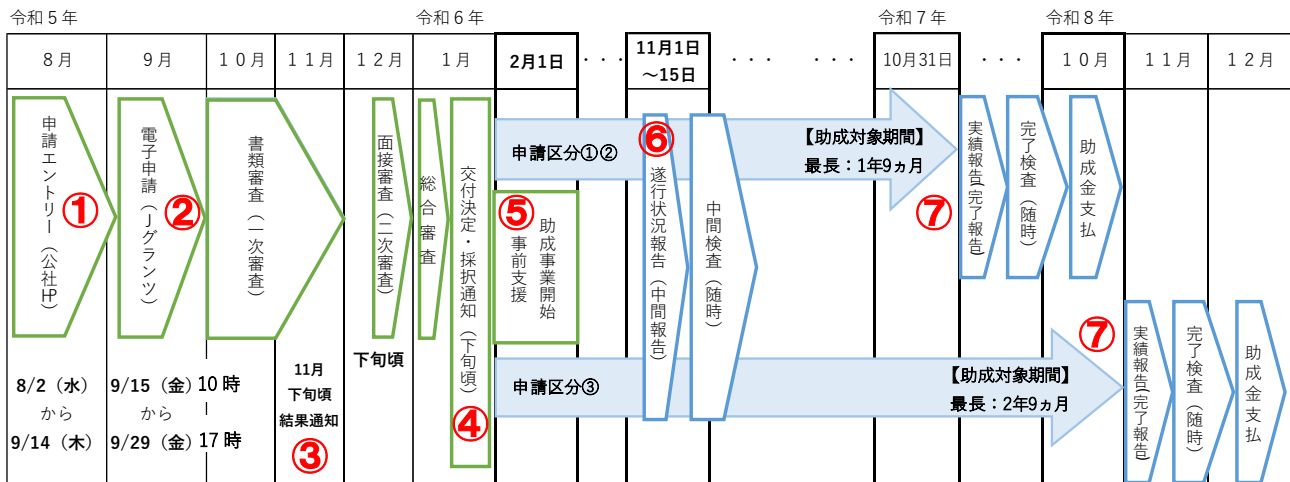 令和５年
令和６年
令和７年
令和８年
８月
９月
１０月
１１月
１２月
１月
2月1日
・・・
11月1日
～15日
・・・
・・・
10月31日
・・・
１０月
１１月
１２月
申請エントリー（公社HP）
①
電子申請（Jグランツ）
②
書類審査（一次審査）
面接審査（二次審査）
総合審査
交付決定・採択通知（下旬頃）
④
申請区分①②
【助成対象期間】
最長：1年9ヵ月
⑤
助成事業開始
事前支援
⑥
遂行状況報告（中間報告）
中間検査（随時）
⑦
実績報告(完了報告)
完了検査（随時）
助成金支払
申請区分③
【助成対象期間】
最長：2年9ヵ月
⑦
実績報告(完了報告)
完了検査（随時）
助成金支払
8/2（水）
から
9/14（木）
9/15（金）10時
から
9/29（金）17時
11月
下旬頃
結果通知
③
下旬頃